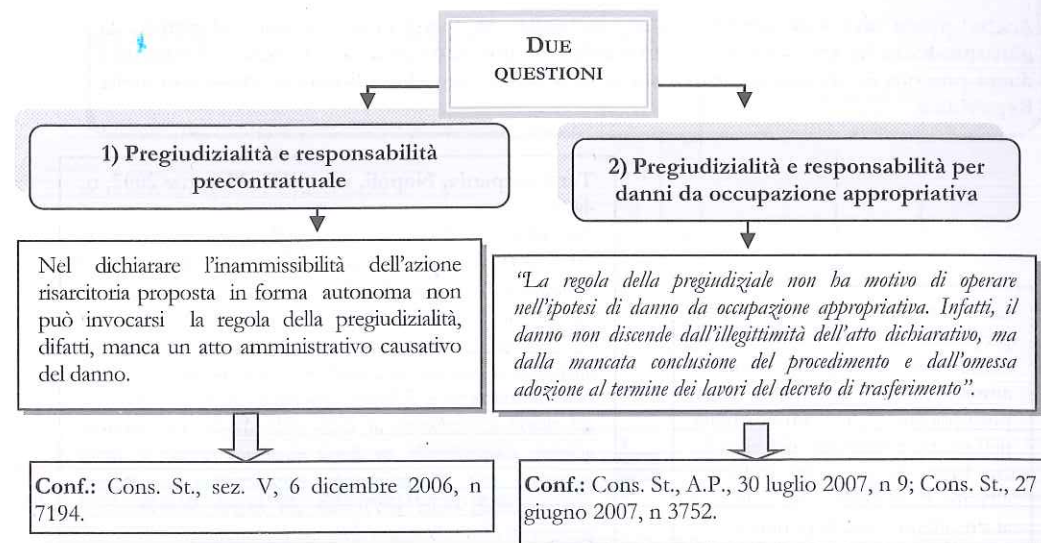 DUE
QUESTIONI
1) Pregiudizialità e responsabilità
precontrattuale
Nel dichiarare l'inammissibilità dell'azione
risarcitoria proposta in forma autonoma non
può invocarsi la regola della pregiudizialità,
difatti, manca un atto amministrativo causativo
del danno.
Conf.: Cons. St., sez. V, 6 dicembre 2006, n
7194.
2) Pregiudizialità e responsabilità per
danni da occupazione appropriativa
"La regola della pregiudiziale non ha motivo di operare
nell'ipotesi di danno da occupazione appropriativa. Infatti, il
danno non discende dall'illegittimità dell'atto dichiarativo, ma
dalla mancata conclusione del procedimento e dall'omessa
adozione al termine dei lavori del decreto di trasferimento".
Conf.: Cons. St., A.P., 30 luglio 2007, n 9; Cons. St., 27
giugno 2007, n 3752.